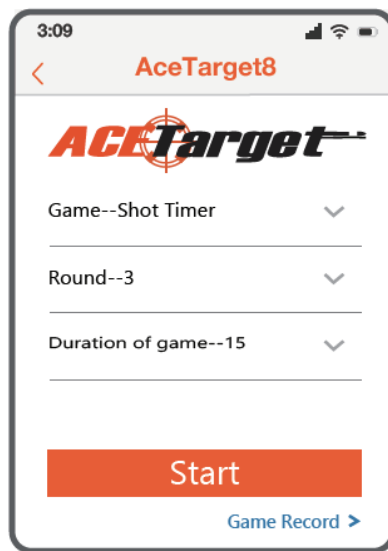 3:09
AceTarget8
ACETarget
Game--Shot Timer
Round--3
Duration of game--15
Start
Game Record >